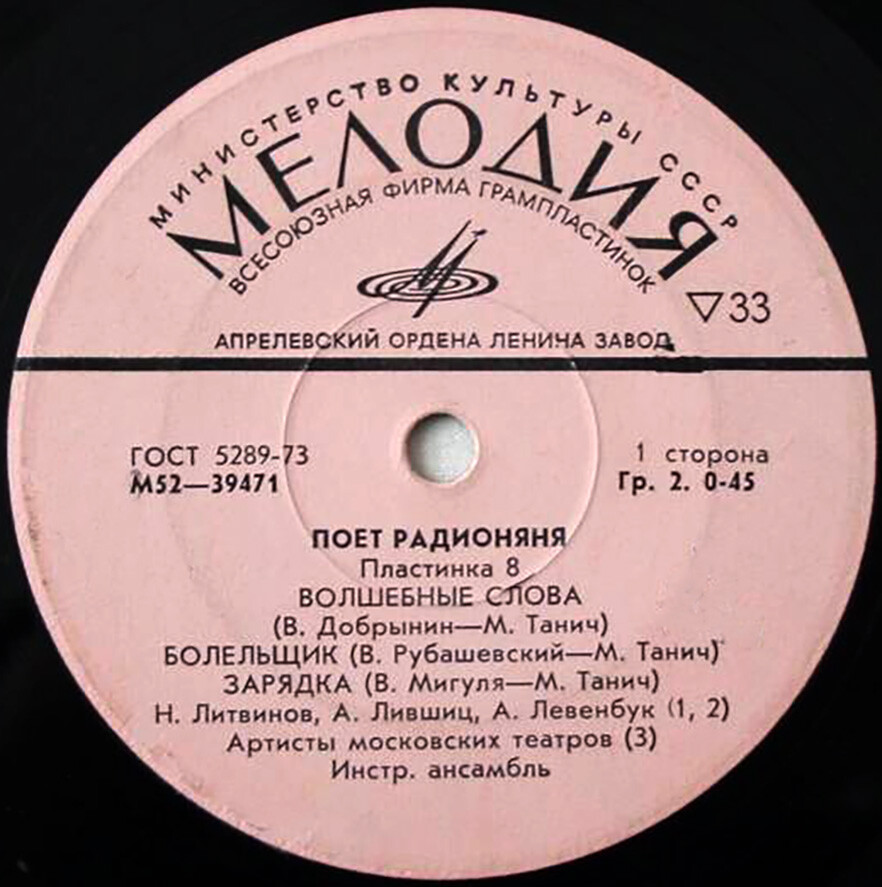 МИНИСТЕРСТВО КУЛЬТУРЫ СССР
МЕЛОДИЯ
ВСЕСОЮЗНАЯ ФИРМА ГРАМПЛАСТИНОК
▽33
АПРЕЛЕВСКИЙ ОРДЕНА ЛЕНИНА ЗАВОД
ГОСТ 5289-73 1 сторона
М52—39471 Гр. 2. 0-45
ПОЕТ РАДИОНЯНЯ
Пластинка 8
ВОЛШЕБНЫЕ СЛОВА
(В. Добрынин—М. Танич)
БОЛЕЛЬЩИК (В. Рубашевский—М. Танич)
ЗАРЯДКА (В. Мигуля—М. Танич)
Н. Литвинов, А. Лившиц, А. Левенбук (1, 2)
Артисты московских театров (3)
Инстр. ансамбль